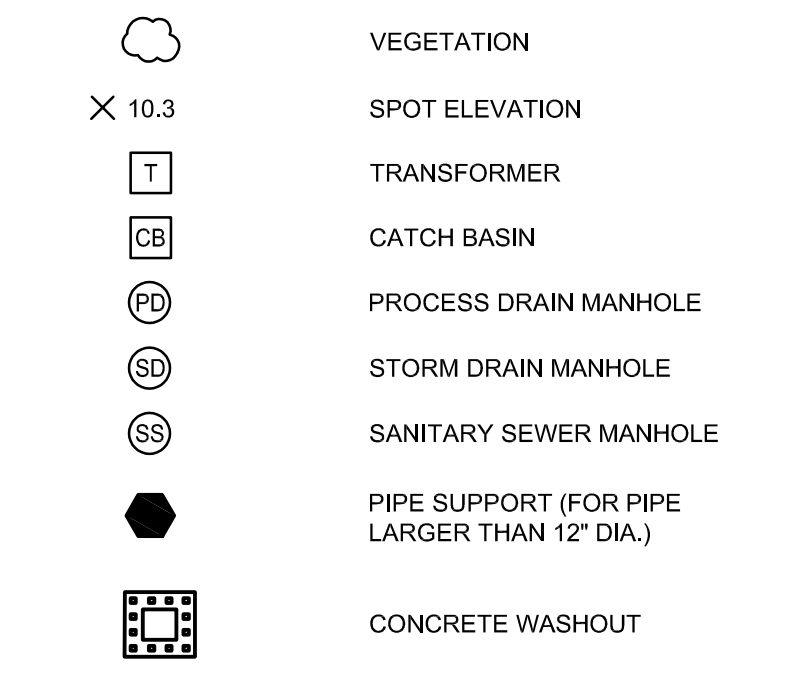 VEGETATION
10.3 SPOT ELEVATION
T TRANSFORMER
CB CATCH BASIN
PD PROCESS DRAIN MANHOLE
SD STORM DRAIN MANHOLE
SS SANITARY SEWER MANHOLE
PIPE SUPPORT (FOR PIPE
LARGER THAN 12" DIA.)
CONCRETE WASHOUT